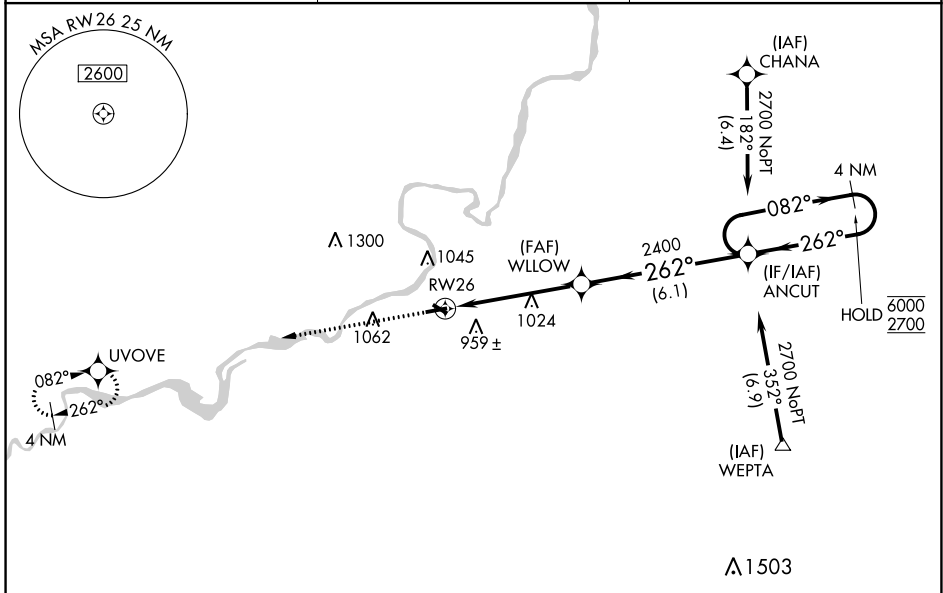 MSA RW26 25 NM
2600
(IAF)
CHANA
2700 NoPT
182°
(6.4)
4 NM
082°
262°
1300
1045
(FAF)
WLLOW
2400
262°
(6.1)
(IF/IAF)
ANCUT
RW26
HOLD
6000
2700
1062
959 ±
1024
UVOVE
082°
262°
4 NM
2700 NoPT
352°
(6.9)
(IAF)
WEPTA
1503